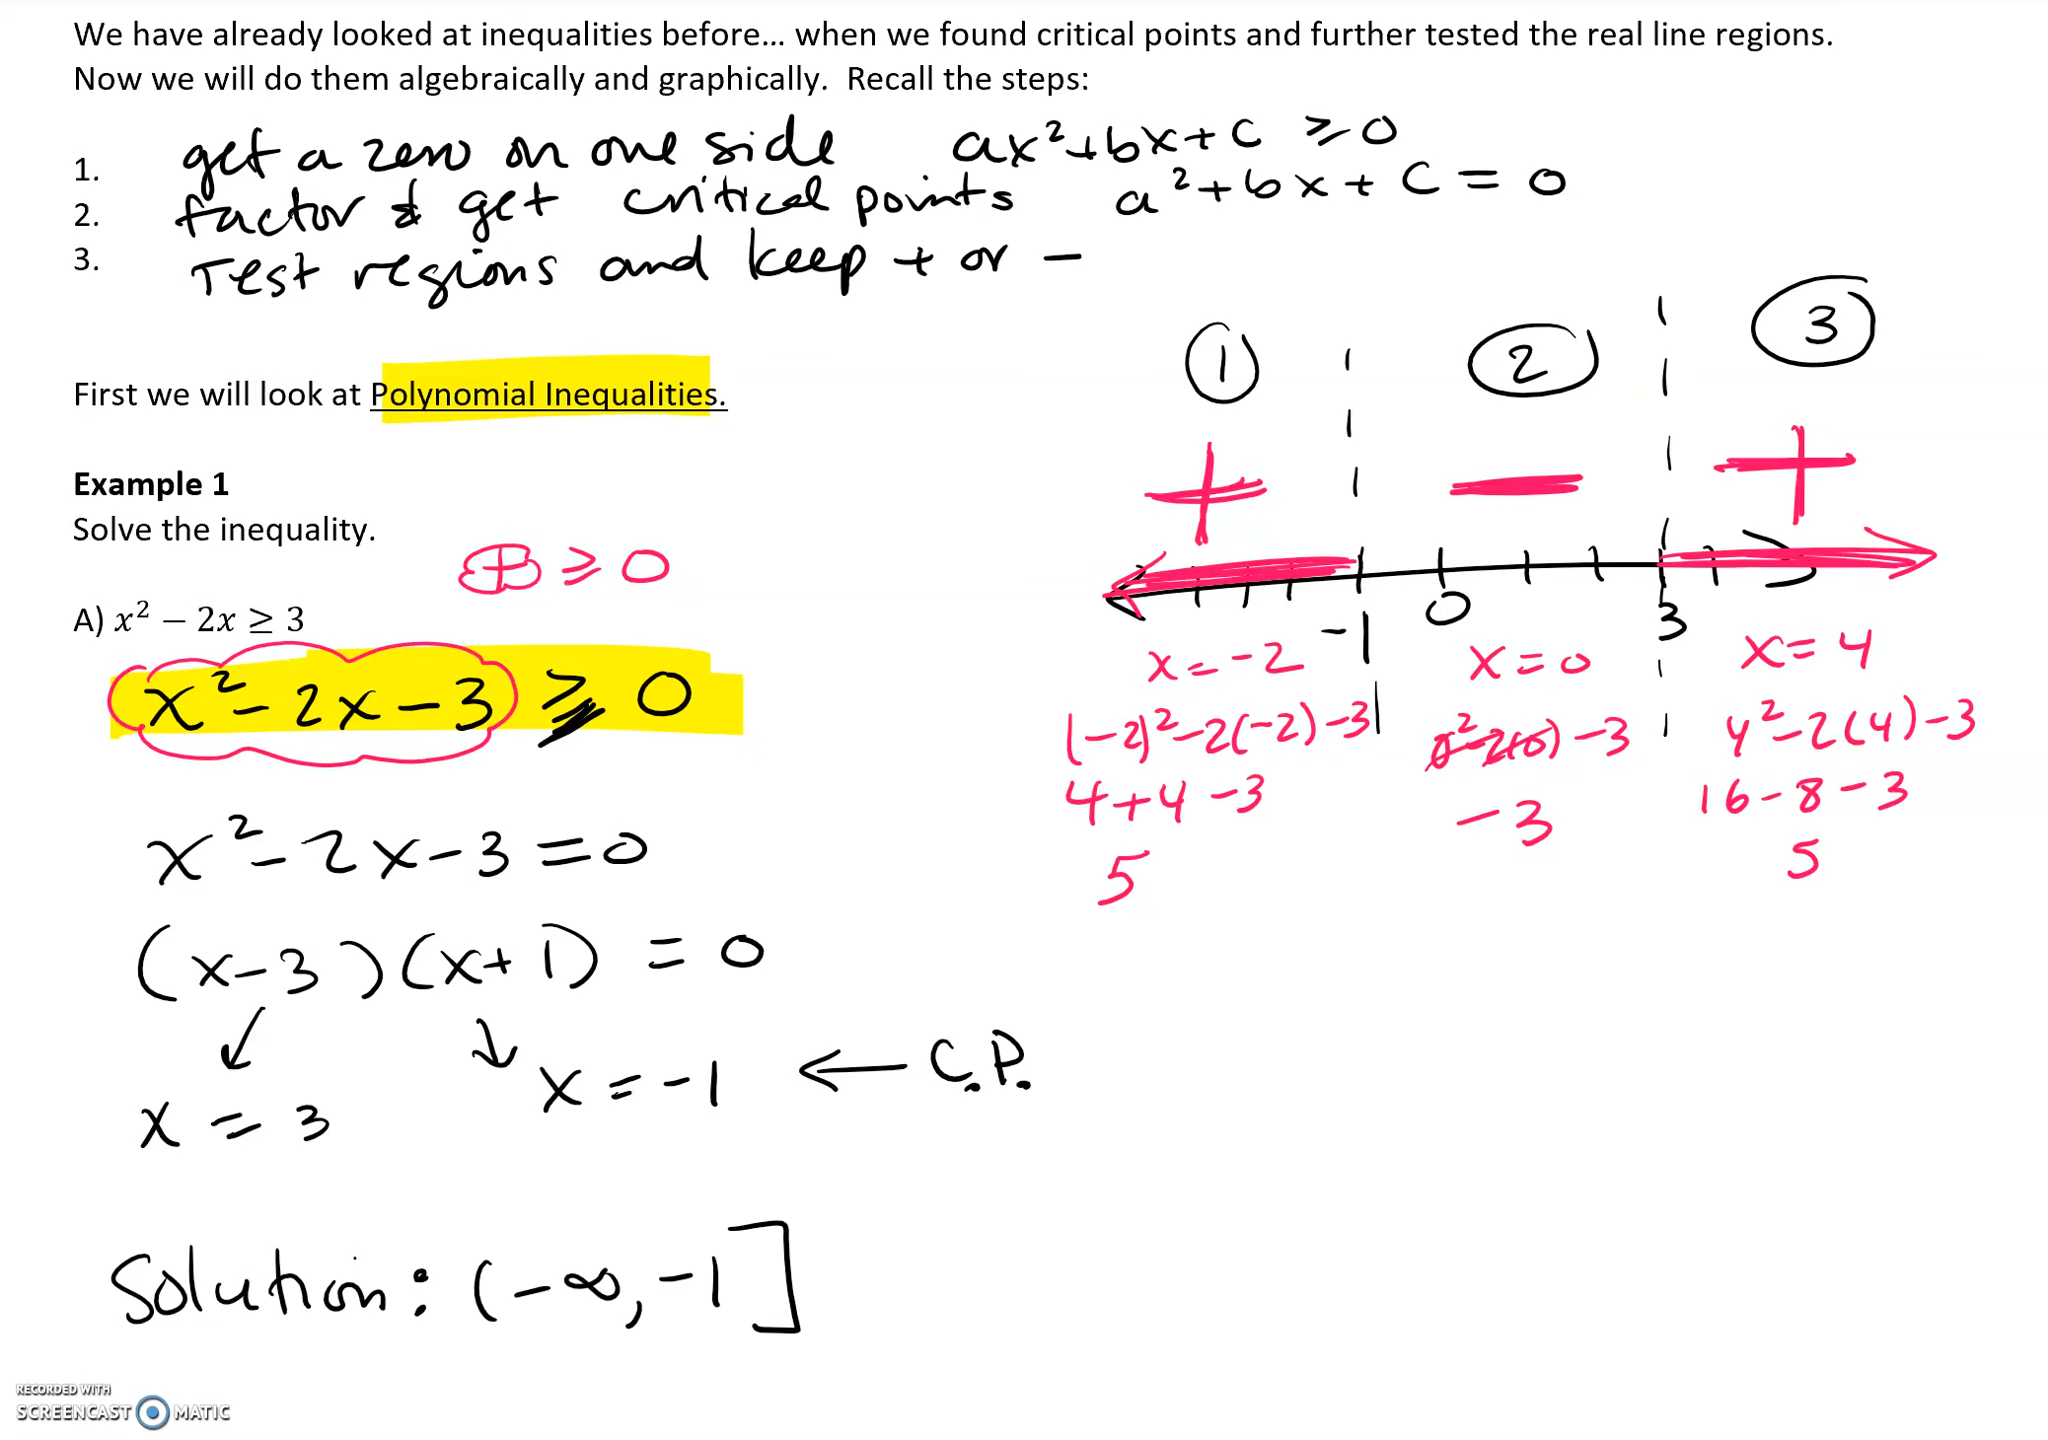 We have already looked at inequalities before... when we found critical points and further tested the real line regions.
Now we will do them algebraically and graphically. Recall the steps:
1. get a zero on one side ax²+bx+c ≥ 0
2. factor & get critical points a²+bx+c = 0
3. Test regions and keep + or −
① ② ③
First we will look at Polynomial Inequalities.
+ − +
Example 1
Solve the inequality.
⊕ ≥ 0
-1 0 3
A) x² − 2x ≥ 3
x²-2x-3 ≥ 0
x=-2 x=0 x=4
(-2)²-2(-2)-3 0²-2(0)-3 4²-2(4)-3
4+4-3 -3 16-8-3
5 5
x²-2x-3=0
(x-3)(x+1) = 0
x = 3 x = -1 ← C.P.
Solution: (-∞, -1]
RECORDED WITH
SCREENCAST MATIC